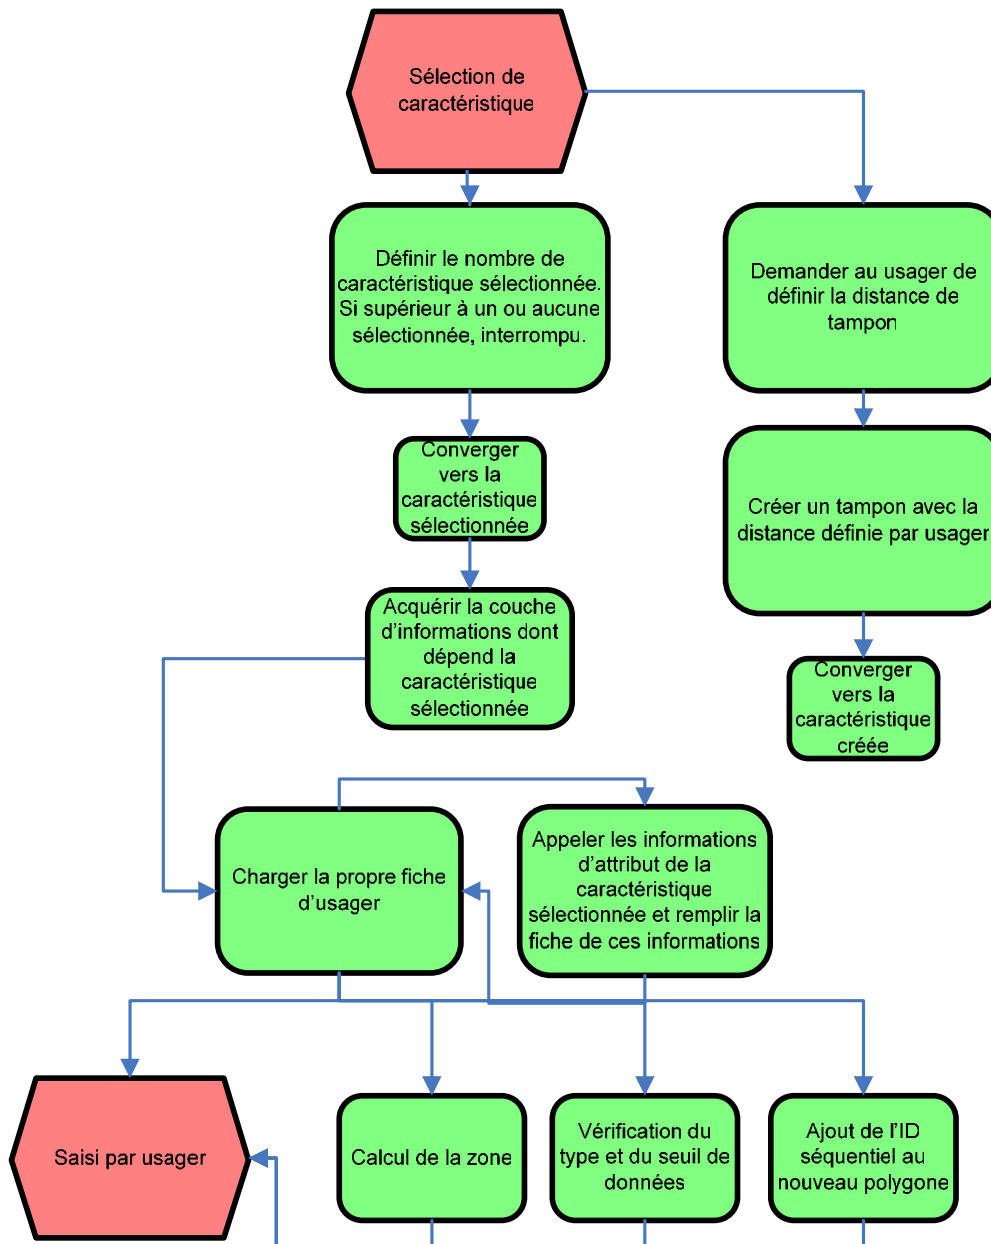 Sélection de
caractéristique
Définir le nombre de
caractéristique sélectionnée.
Si supérieur à un ou aucune
sélectionnée, interrompu.
Demander au usager de
définir la distance de
tampon
Converger
vers la
caractéristique
sélectionnée
Créer un tampon avec la
distance définie par usager
Acquérir la couche
d'informations dont
dépend la
caractéristique
sélectionnée
Converger
vers la
caractéristique
créée
Charger la propre fiche
d'usager
Appeler les informations
d'attribut de la
caractéristique
sélectionnée et remplir la
fiche de ces informations
Saisi par usager
Calcul de la zone
Vérification du
type et du seuil de
données
Ajout de l'ID
séquentiel au
nouveau polygone